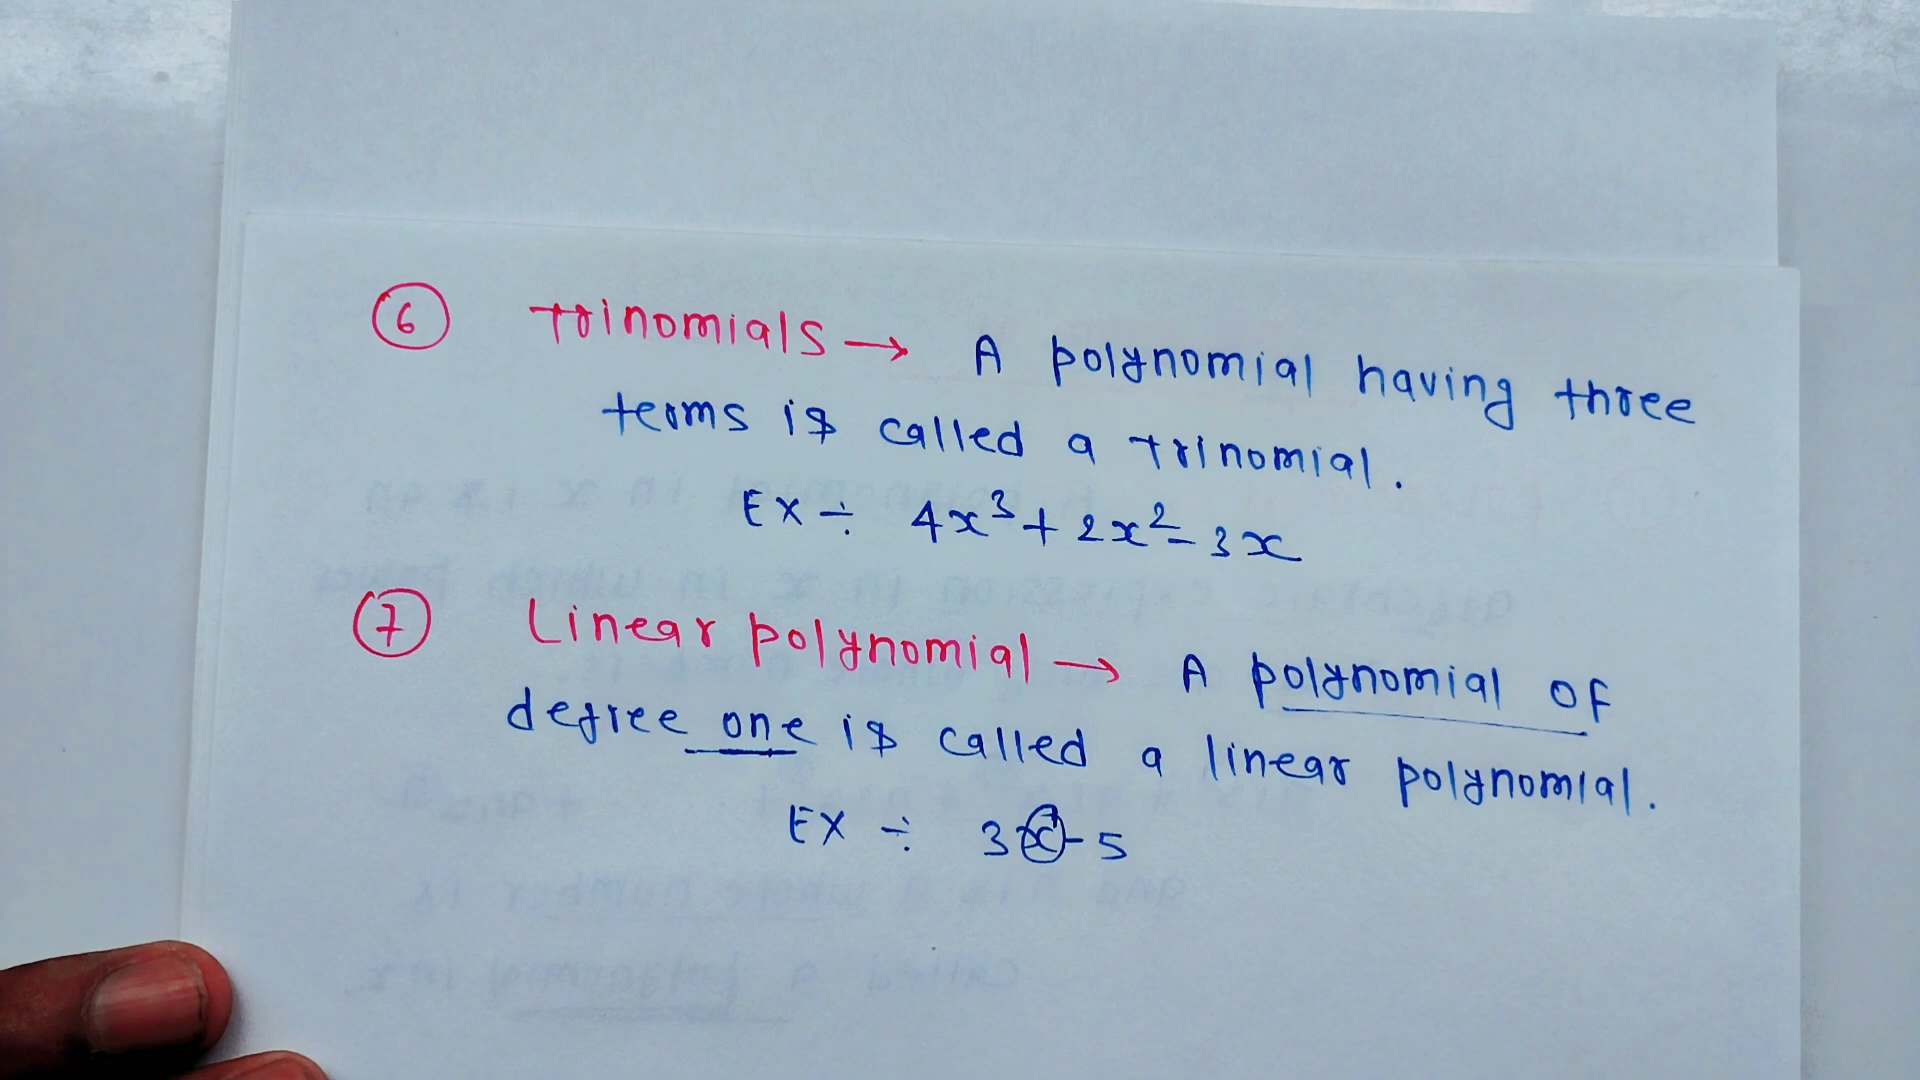 ⑥ Trinomials → A polynomial having three
terms is called a trinomial.
EX ÷ 4x³ + 2x² - 3x
⑦ Linear polynomial → A polynomial of
degree one is called a linear polynomial.
EX ÷ 3x - 5